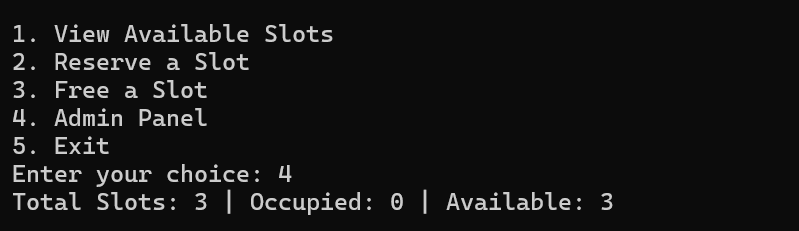 1. View Available Slots
2. Reserve a Slot
3. Free a Slot
4. Admin Panel
5. Exit
Enter your choice: 4
Total Slots: 3 | Occupied: 0 | Available: 3